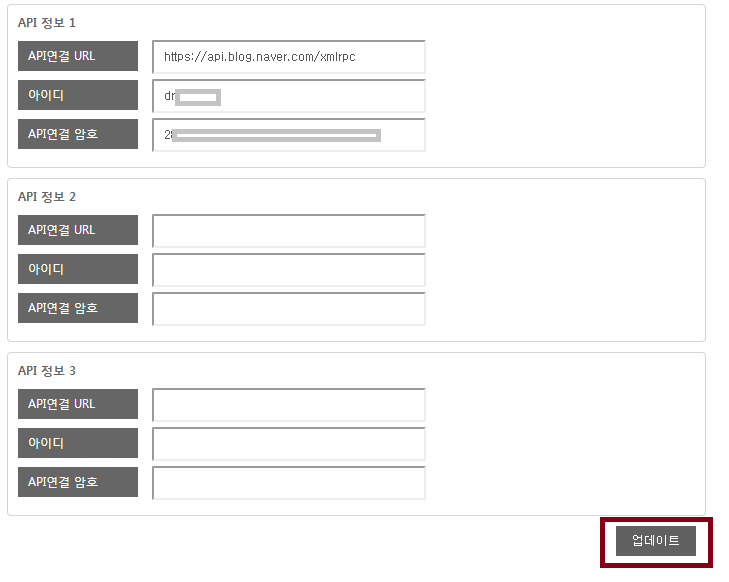 API 정보 1
API연결 URL https://api.blog.naver.com/xmlrpc
아이디 dr
API연결 암호
API 정보 2
API연결 URL
아이디
API연결 암호
API 정보 3
API연결 URL
아이디
API연결 암호
업데이트